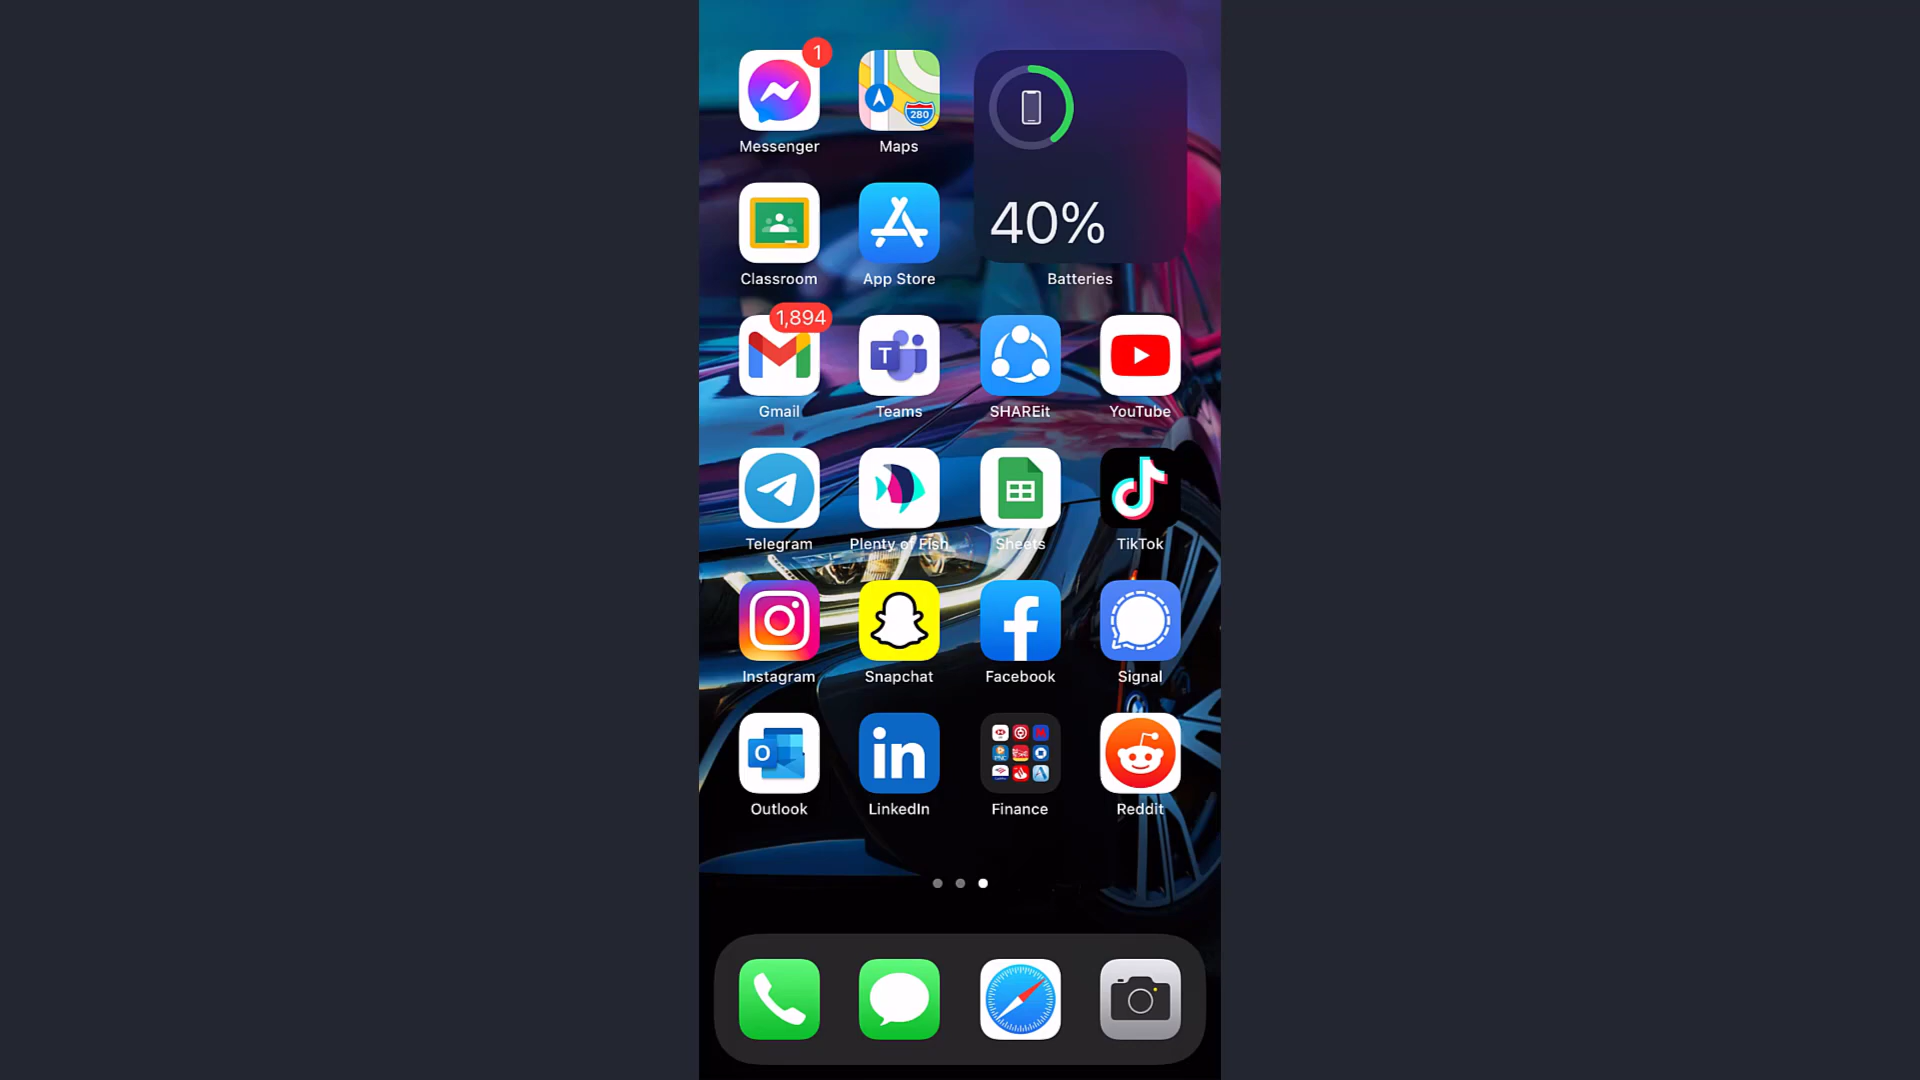 1
280
Messenger Maps
40%
Classroom App Store Batteries
1,894
T
Gmail Teams SHAREit YouTube
Telegram Plenty of Fish Sheets TikTok
Instagram Snapchat Facebook Signal
O in
Outlook LinkedIn Finance Reddit